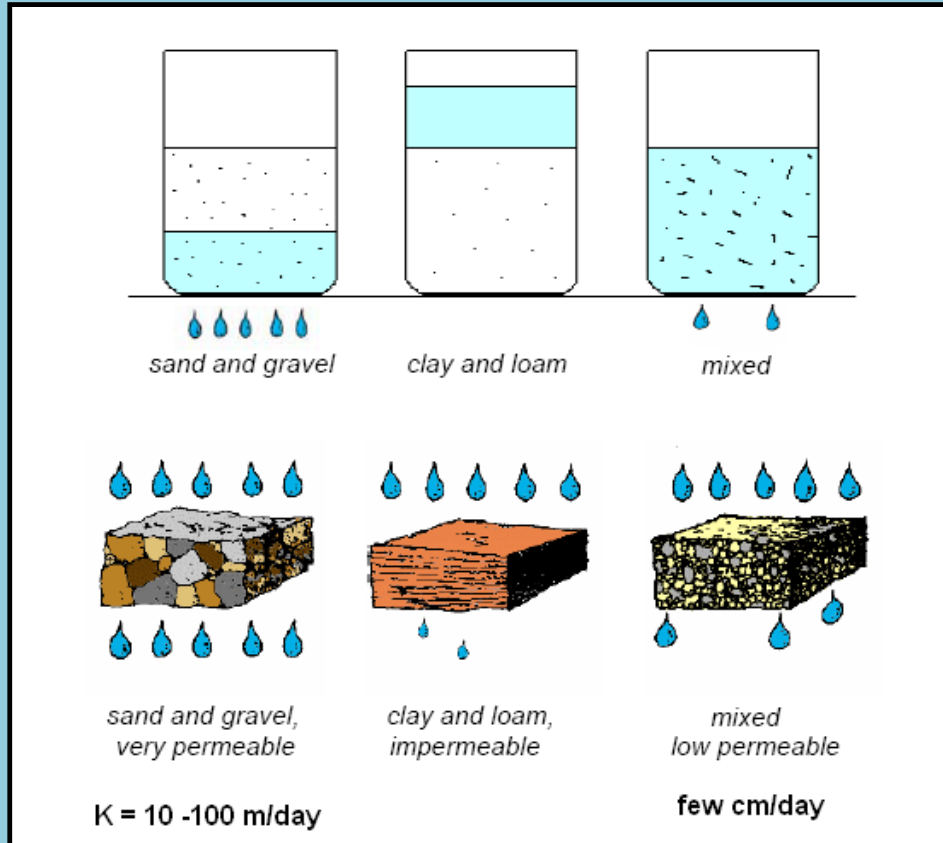 sand and gravel
clay and loam
mixed
sand and gravel,
very permeable
clay and loam,
impermeable
mixed
low permeable
K = 10 -100 m/day
few cm/day